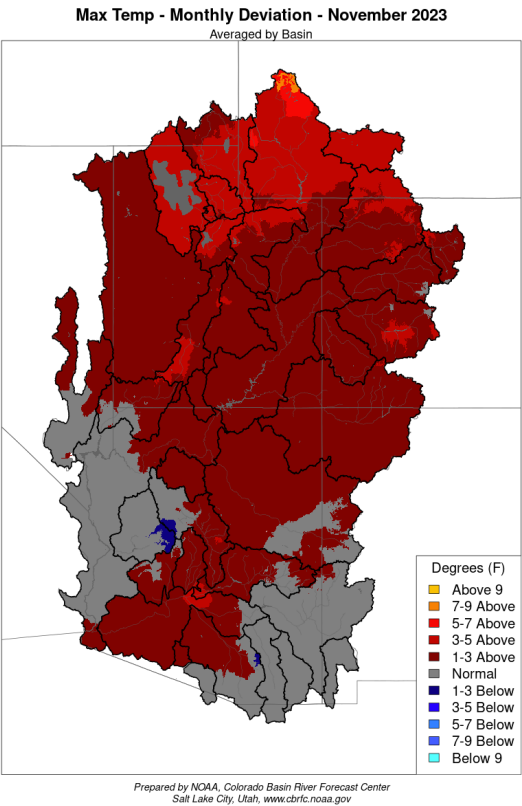 Max Temp - Monthly Deviation - November 2023
Averaged by Basin
Degrees (F)
Above 9
7-9 Above
5-7 Above
3-5 Above
1-3 Above
Normal
1-3 Below
3-5 Below
5-7 Below
7-9 Below
Below 9
Prepared by NOAA, Colorado Basin River Forecast Center
Salt Lake City, Utah, www.cbrfc.noaa.gov